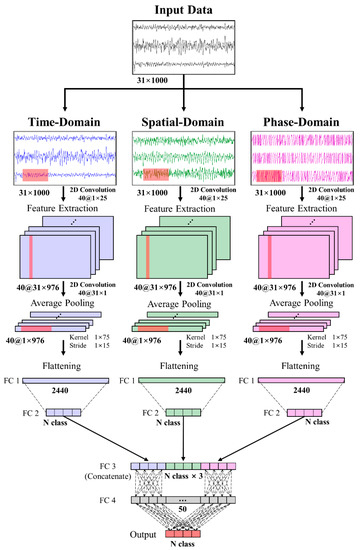 Input Data
31×1000
Time-Domain
Spatial-Domain
Phase-Domain
31×1000
2D Convolution
40@1×25
31×1000
2D Convolution
40@1×25
31×1000
2D Convolution
40@1×25
Feature Extraction
Feature Extraction
Feature Extraction
40@31×976
2D Convolution
40@31×1
40@31×976
2D Convolution
40@31×1
40@31×976
2D Convolution
40@31×1
Average Pooling
Average Pooling
Average Pooling
40@1×976
Kernel 1×75
Stride 1×15
40@1×976
Kernel 1×75
Stride 1×15
40@1×976
Kernel 1×75
Stride 1×15
Flattening
Flattening
Flattening
FC 1
2440
FC 1
2440
FC 1
2440
FC 2
N class
FC 2
N class
FC 2
N class
FC 3
(Concatenate)
N class × 3
FC 4
...
50
Output
N class